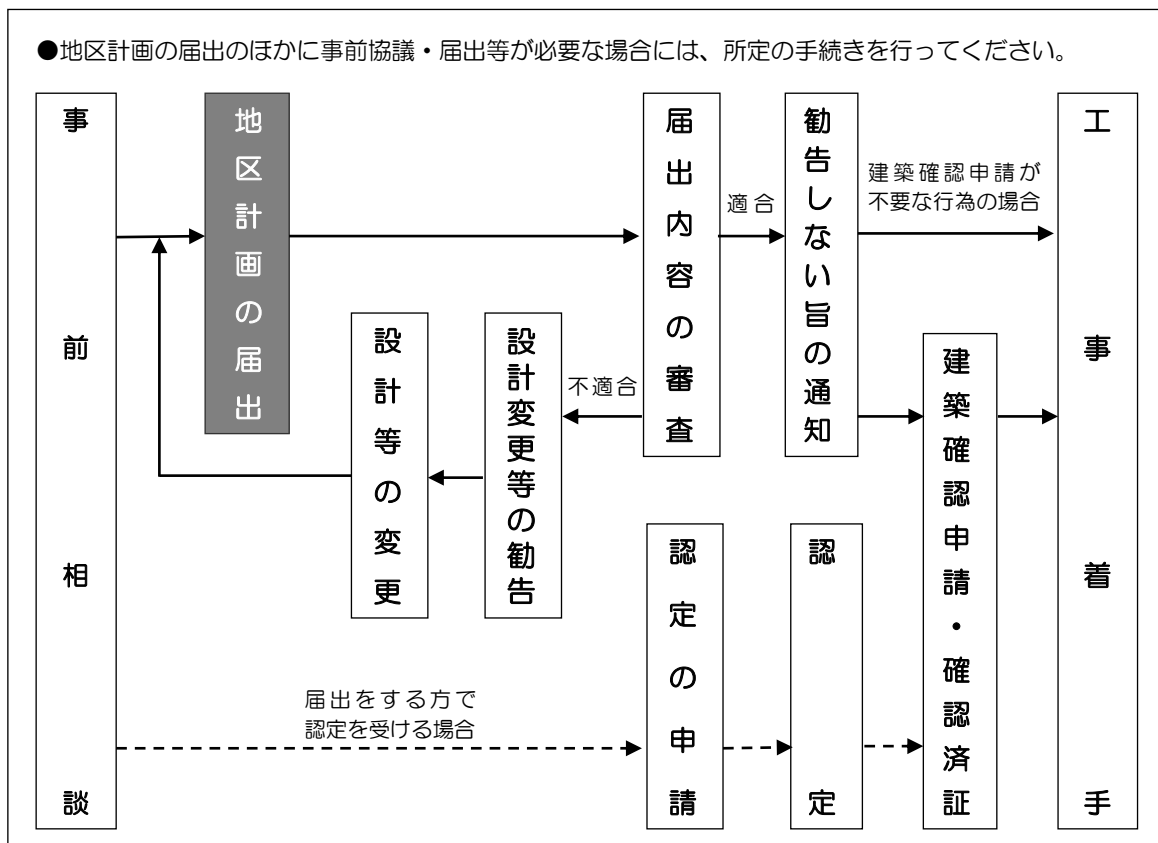 ●地区計画の届出のほかに事前協議・届出等が必要な場合には、所定の手続きを行ってください。
事前相談
地区計画の届出
届出内容の審査
適合
勧告しない旨の通知
建築確認申請が
不要な行為の場合
工事着手
不適合
設計変更等の勧告
設計等の変更
建築確認申請・確認済証
届出をする方で
認定を受ける場合
認定の申請
認定